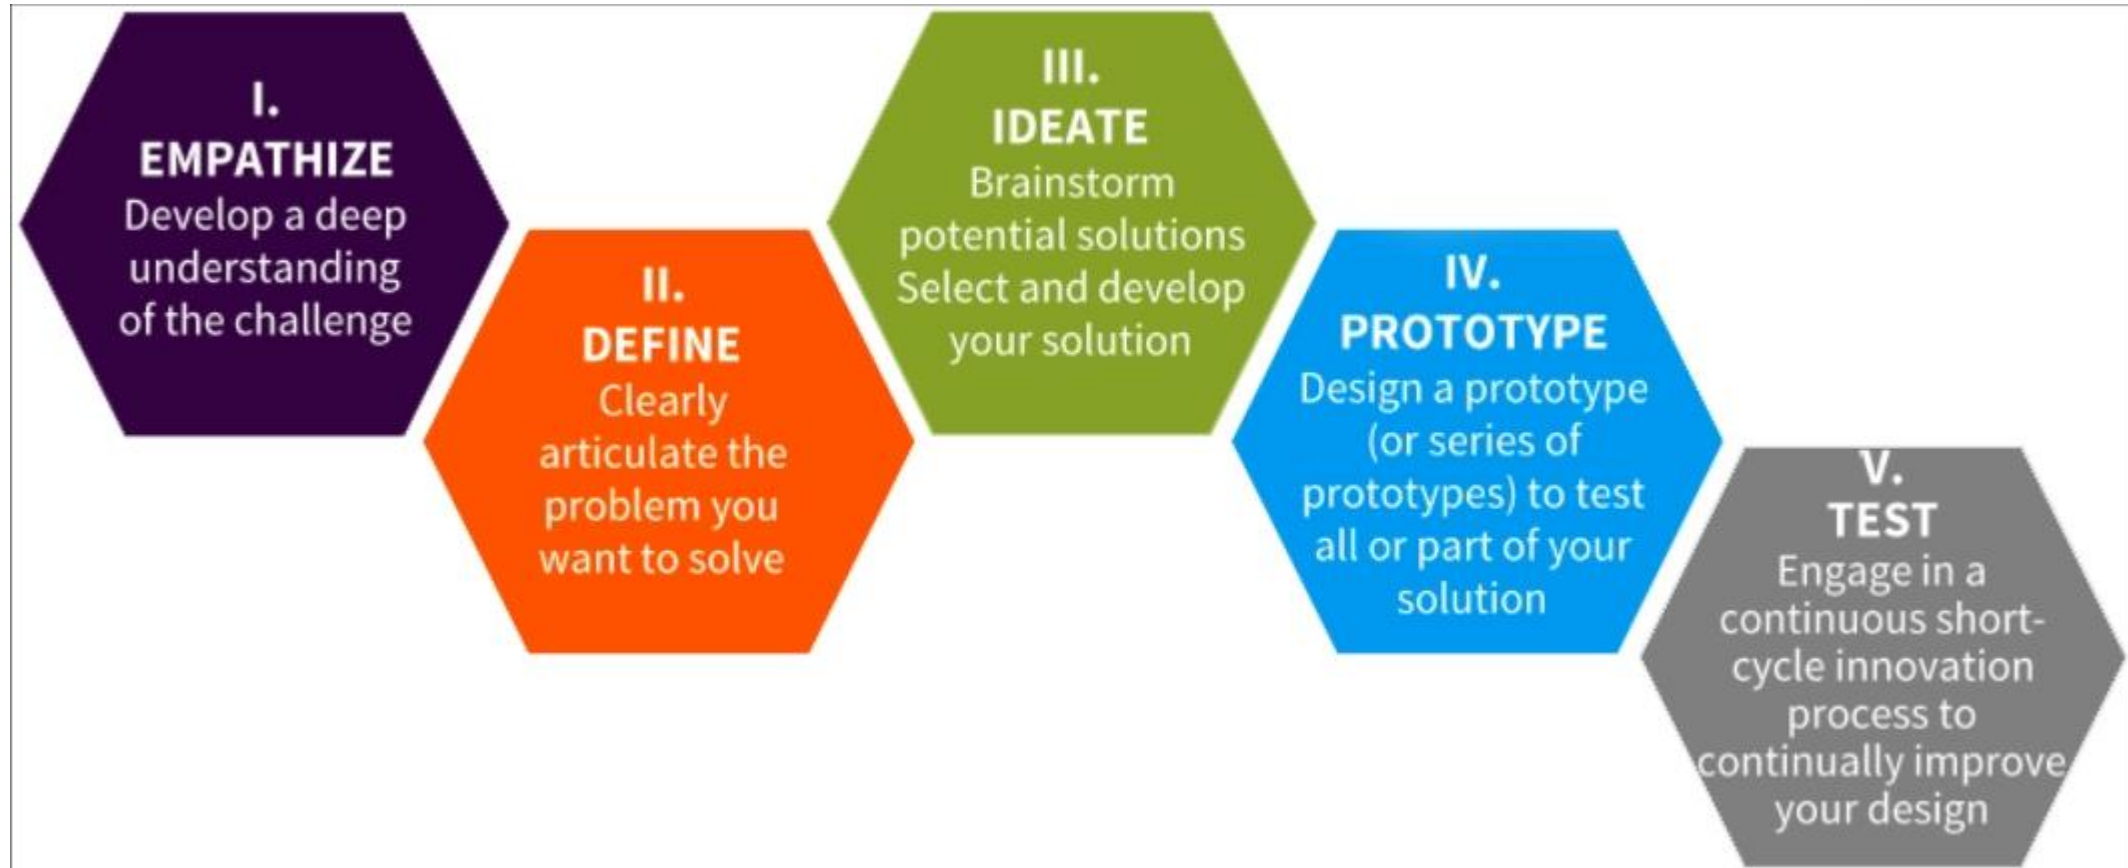 I.
EMPATHIZE
Develop a deep
understanding
of the challenge
II.
DEFINE
Clearly
articulate the
problem you
want to solve
III.
IDEATE
Brainstorm
potential solutions
Select and develop
your solution
IV.
PROTOTYPE
Design a prototype
(or series of
prototypes) to test
all or part of your
solution
V.
TEST
Engage in a
continuous short-
cycle innovation
process to
continually improve
your design